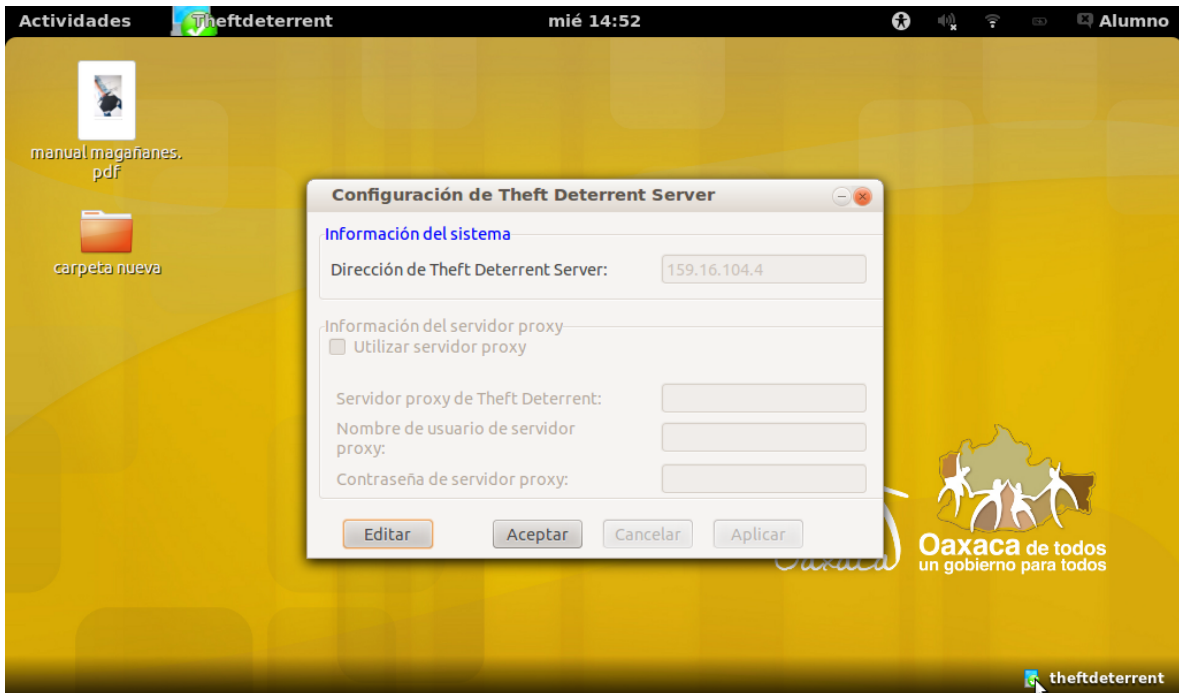 Actividades
Theftdeterrent
mié 14:52
Alumno
manual magañanes.
pdf
carpeta nueva
Configuración de Theft Deterrent Server
Información del sistema
Dirección de Theft Deterrent Server:
159.16.104.4
Información del servidor proxy
Utilizar servidor proxy
Servidor proxy de Theft Deterrent:
Nombre de usuario de servidor
proxy:
Contraseña de servidor proxy:
Editar
Aceptar
Cancelar
Aplicar
Oaxaca
Oaxaca de todos
un gobierno para todos
theftdeterrent